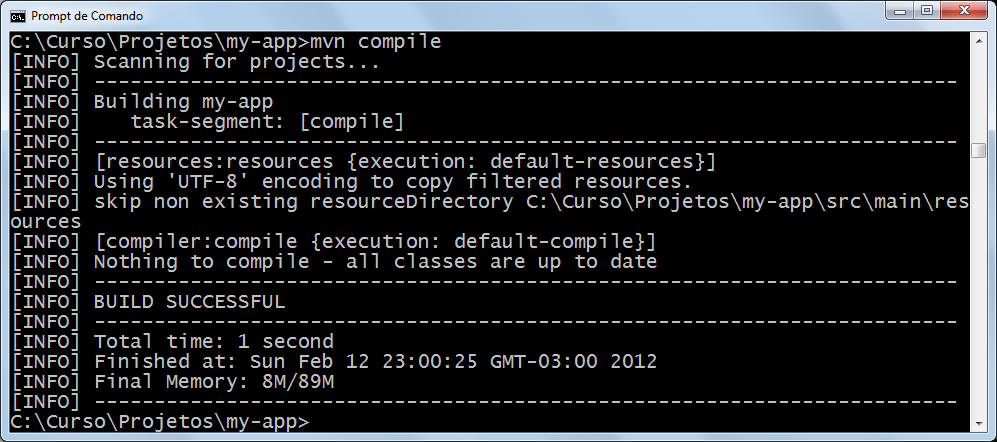 Prompt de Comando
C:\Curso\Projetos\my-app>mvn compile
[INFO] Scanning for projects...
[INFO] ------------------------------------------------------------------------
[INFO] Building my-app
[INFO]    task-segment: [compile]
[INFO] ------------------------------------------------------------------------
[INFO] [resources:resources {execution: default-resources}]
[INFO] Using 'UTF-8' encoding to copy filtered resources.
[INFO] skip non existing resourceDirectory C:\Curso\Projetos\my-app\src\main\res
ources
[INFO] [compiler:compile {execution: default-compile}]
[INFO] Nothing to compile - all classes are up to date
[INFO] ------------------------------------------------------------------------
[INFO] BUILD SUCCESSFUL
[INFO] ------------------------------------------------------------------------
[INFO] Total time: 1 second
[INFO] Finished at: Sun Feb 12 23:00:25 GMT-03:00 2012
[INFO] Final Memory: 8M/89M
[INFO] ------------------------------------------------------------------------
C:\Curso\Projetos\my-app>